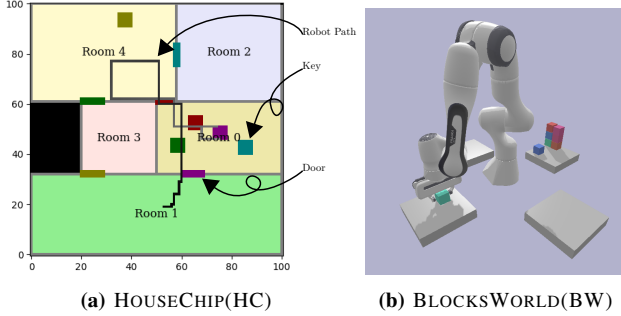 100
80
60
40
20
0
0 20 40 60 80 100
Room 4
Room 2
Room 3
Room 0
Room 1
Robot Path
Key
Door
(a) HOUSECHIP(HC)
(b) BLOCKSWORLD(BW)